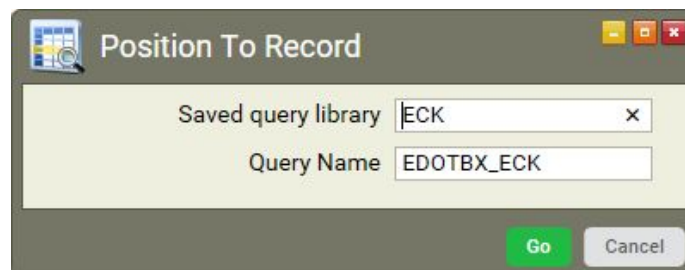 Position To Record
Saved query library ECK
Query Name EDOTBX_ECK
Go Cancel